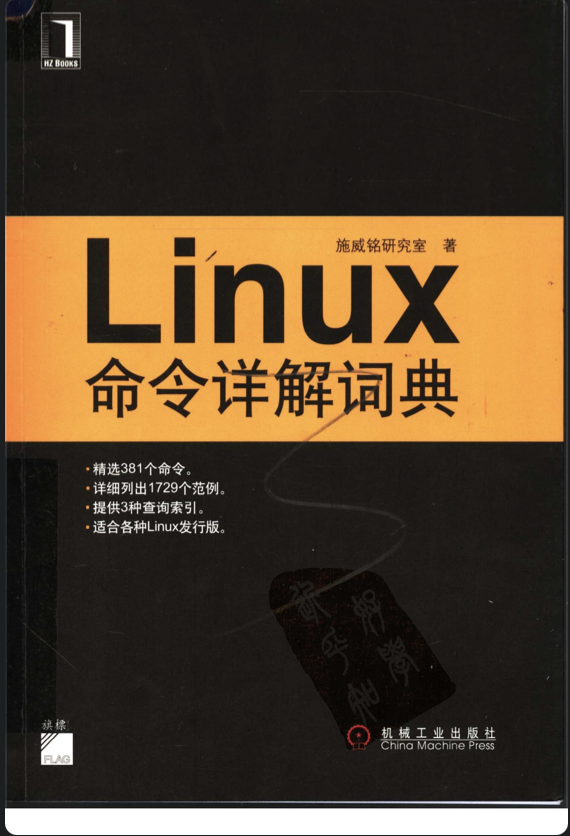 HZ BOOKS
施威铭研究室 著
Linux
命令详解词典
·精选381个命令。
·详细列出1729个范例。
·提供3种查询索引。
·适合各种Linux发行版。
旗標
FLAG
机械工业出版社
China Machine Press